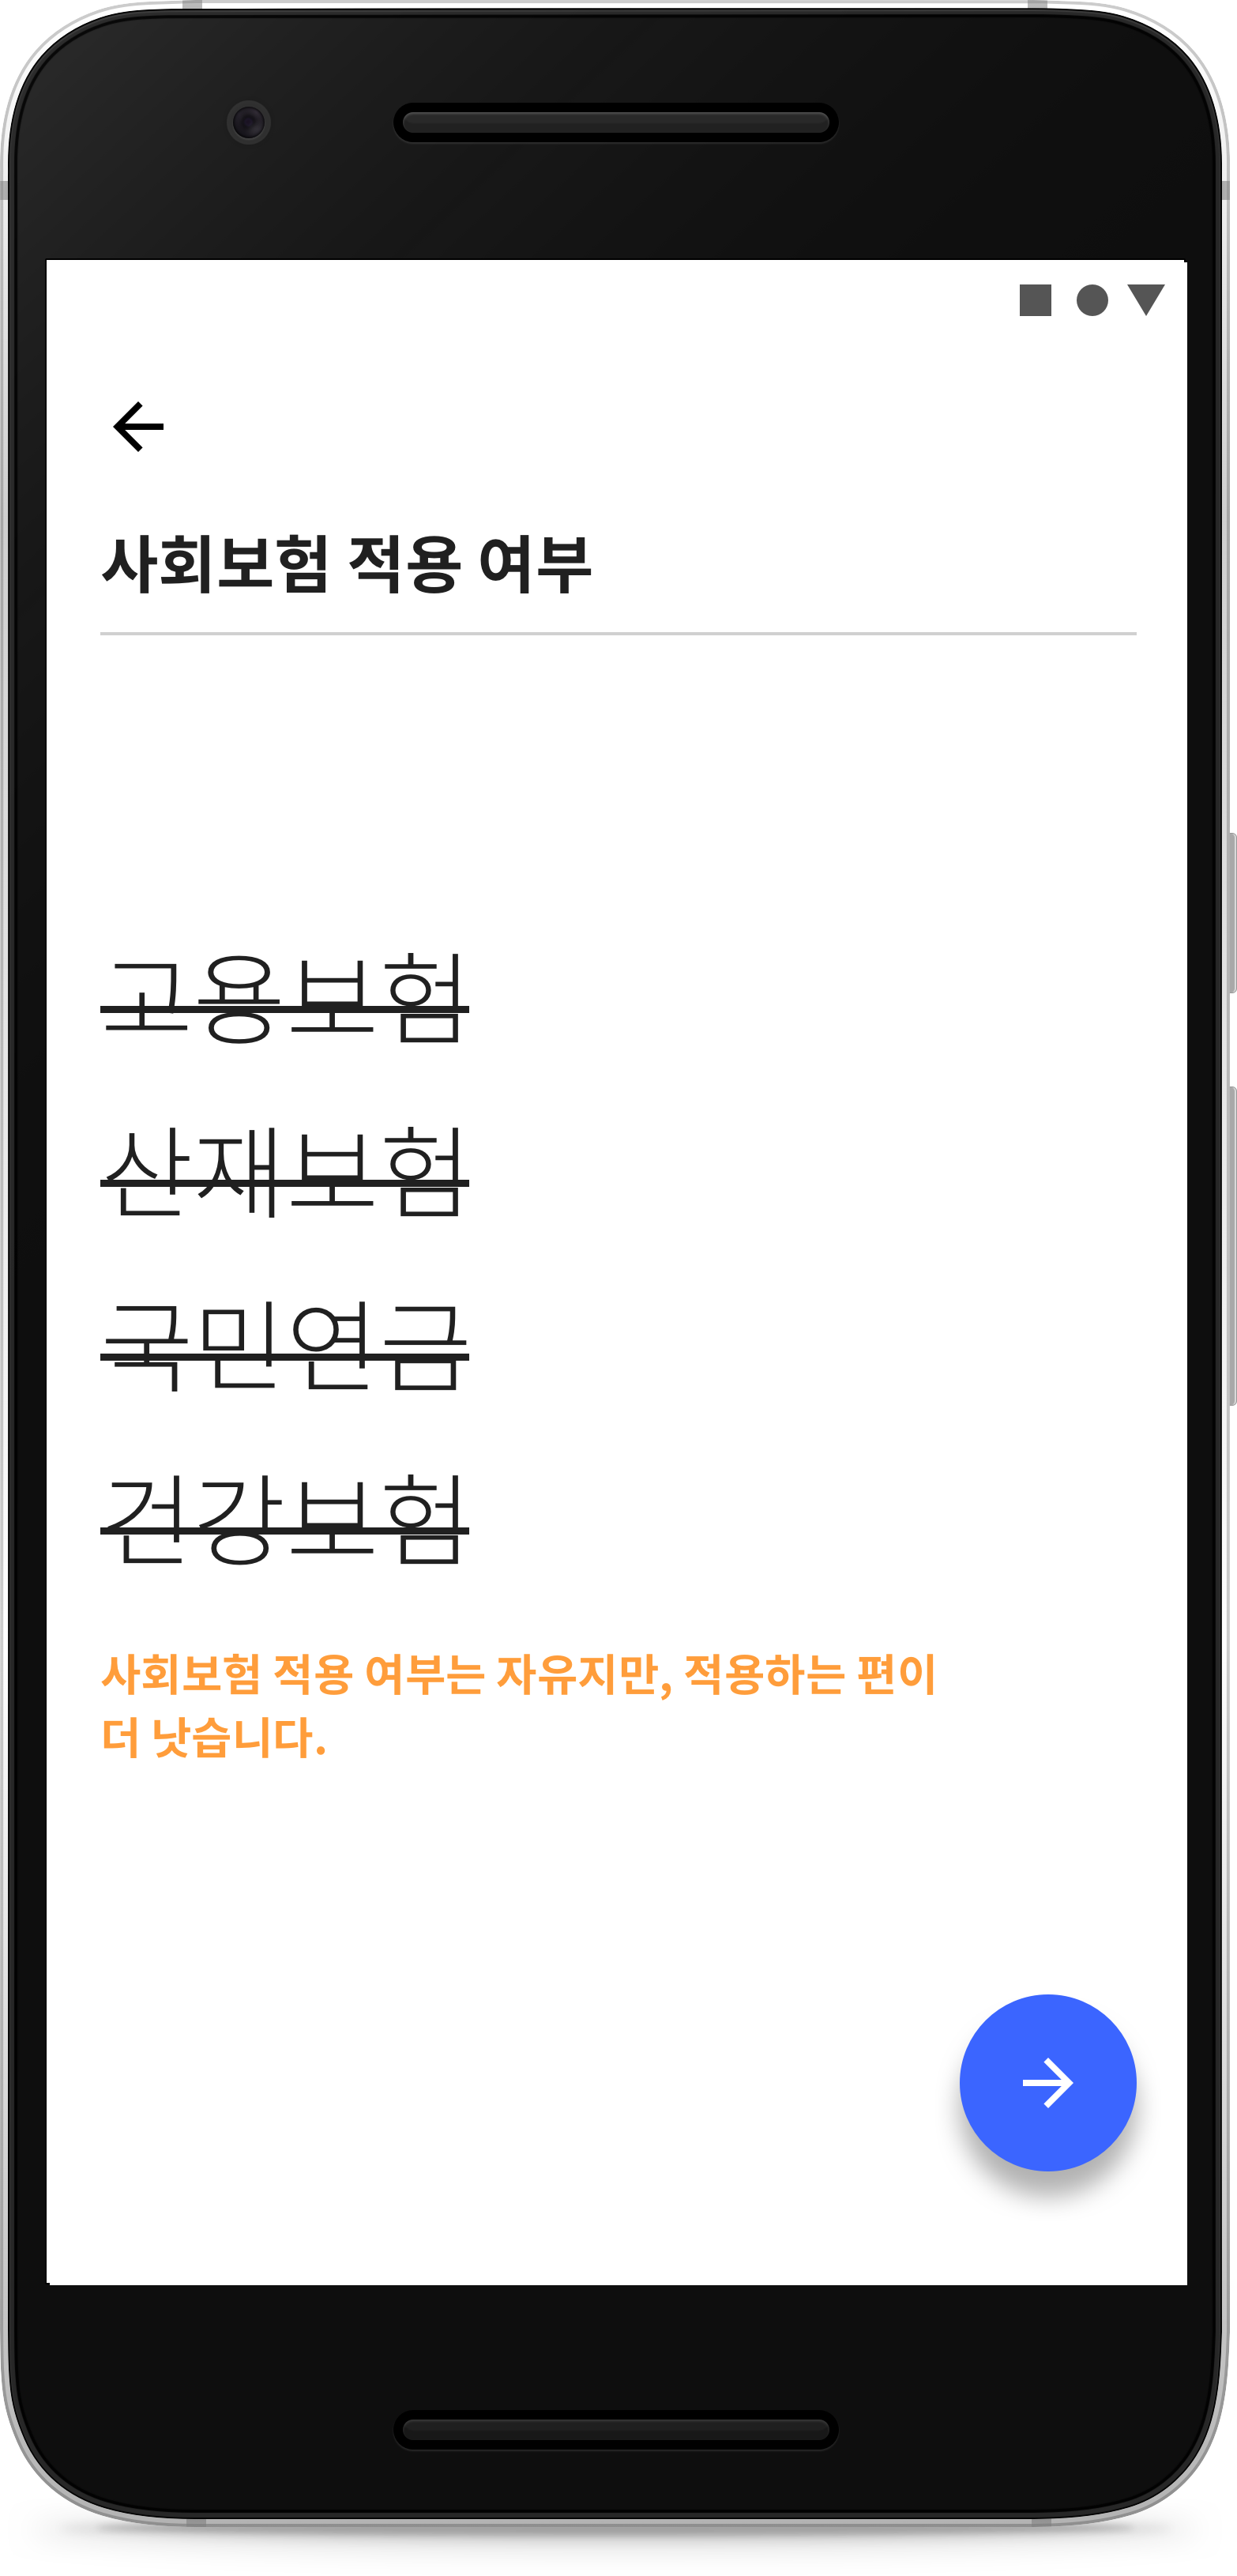 사회보험 적용 여부
고용보험
산재보험
국민연금
건강보험
사회보험 적용 여부는 자유지만, 적용하는 편이
더 낫습니다.